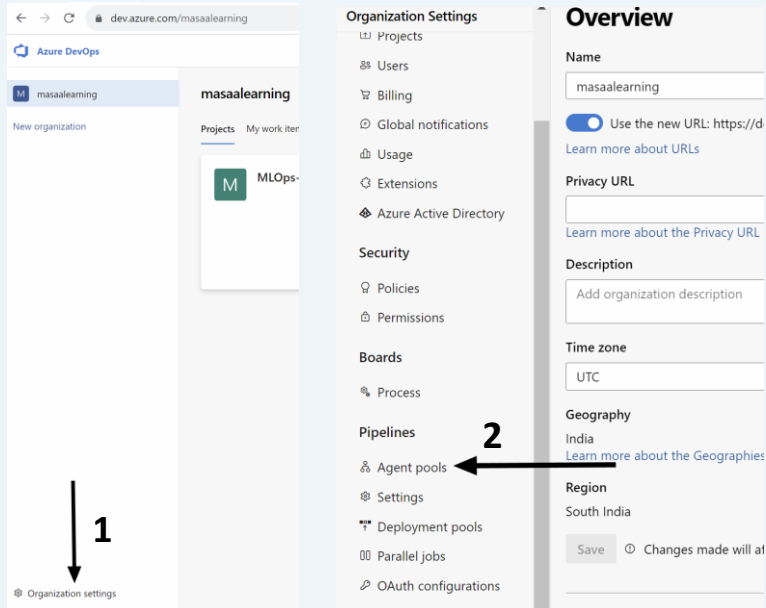 dev.azure.com/masaalearning
Azure DevOps
M masaalearning
New organization
masaalearning
Projects My work iter
M MLOps-
1
Organization settings
Organization Settings
Projects
Users
Billing
Global notifications
Usage
Extensions
Azure Active Directory
Security
Policies
Permissions
Boards
Process
Pipelines
2
Agent pools
Settings
Deployment pools
Parallel jobs
OAuth configurations
Overview
Name
masaalearning
Use the new URL: https://d
Learn more about URLs
Privacy URL
Learn more about the Privacy URL
Description
Add organization description
Time zone
UTC
Geography
India
Learn more about the Geographies
Region
South India
Save Changes made will af